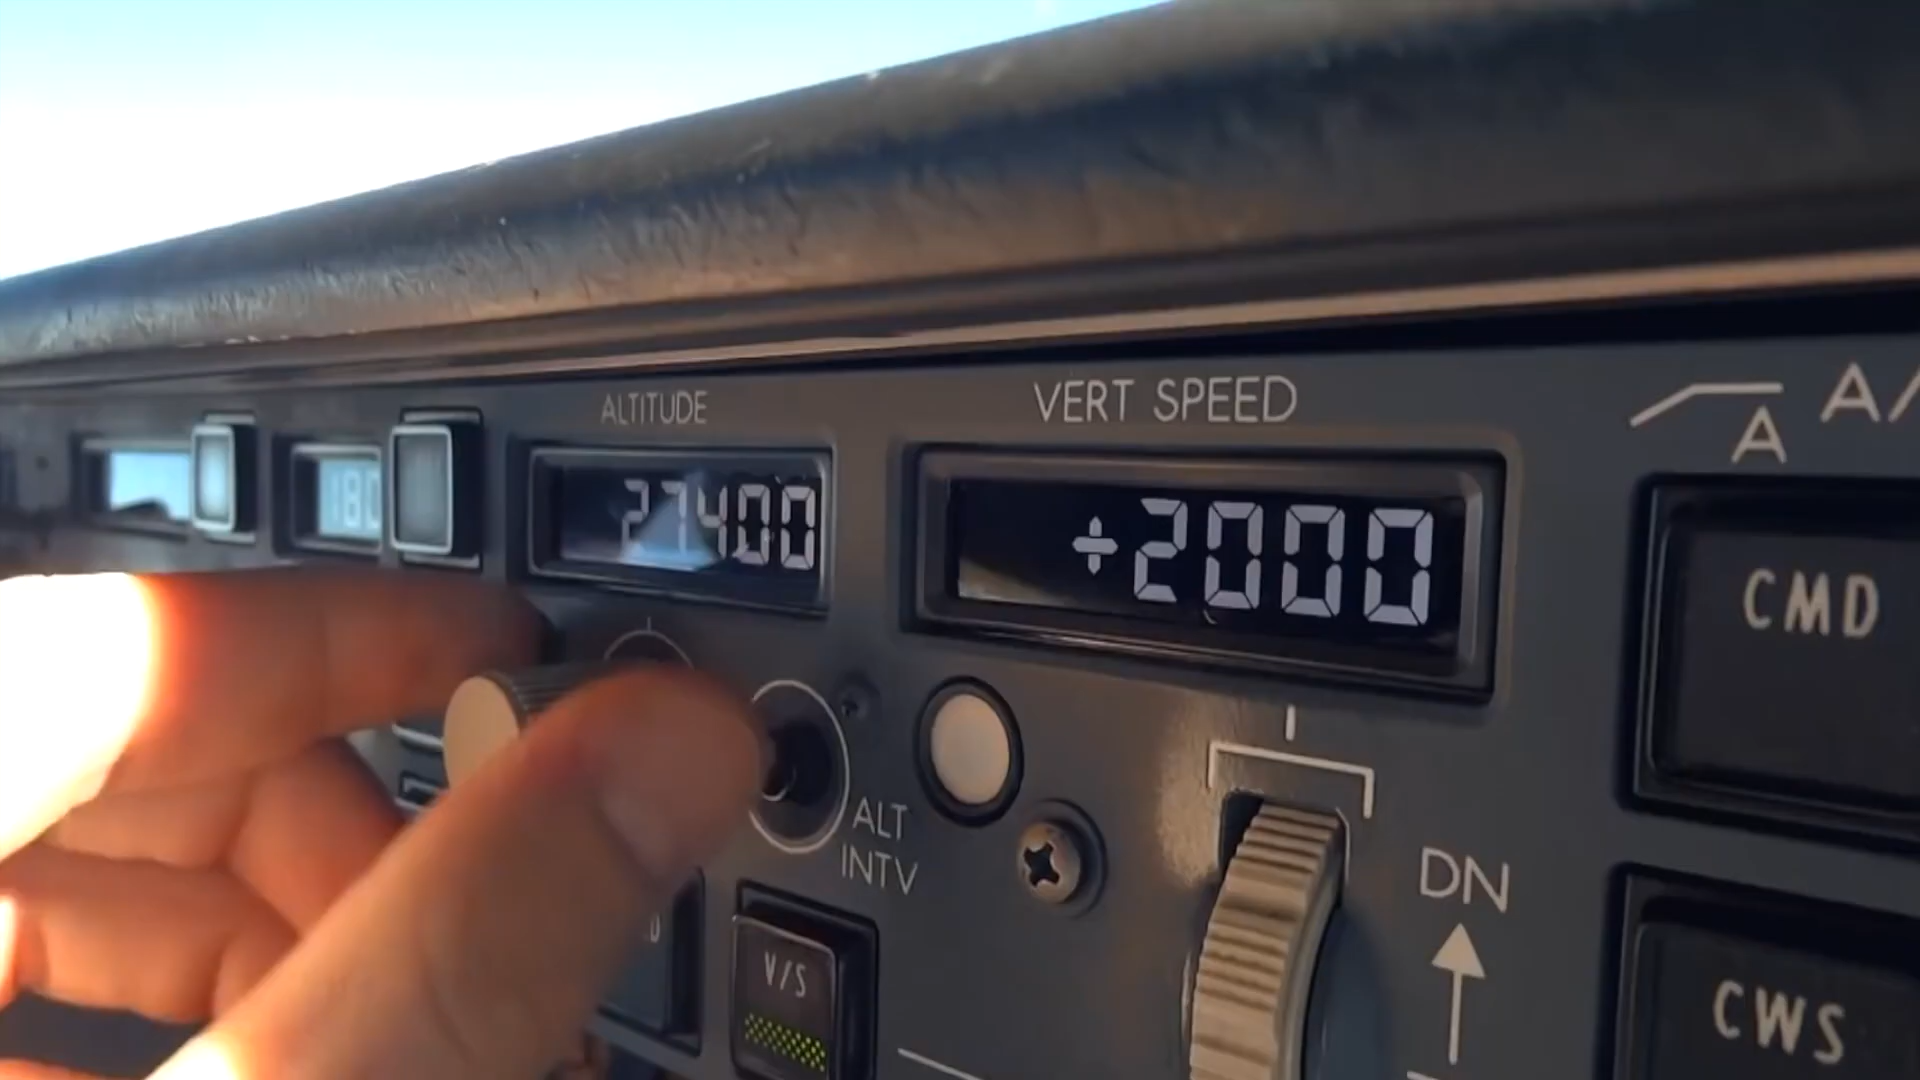 ALTITUDE
VERT SPEED
A/
A
180
27400
+2000
CMD
ALT
INTV
DN
V/S
CWS